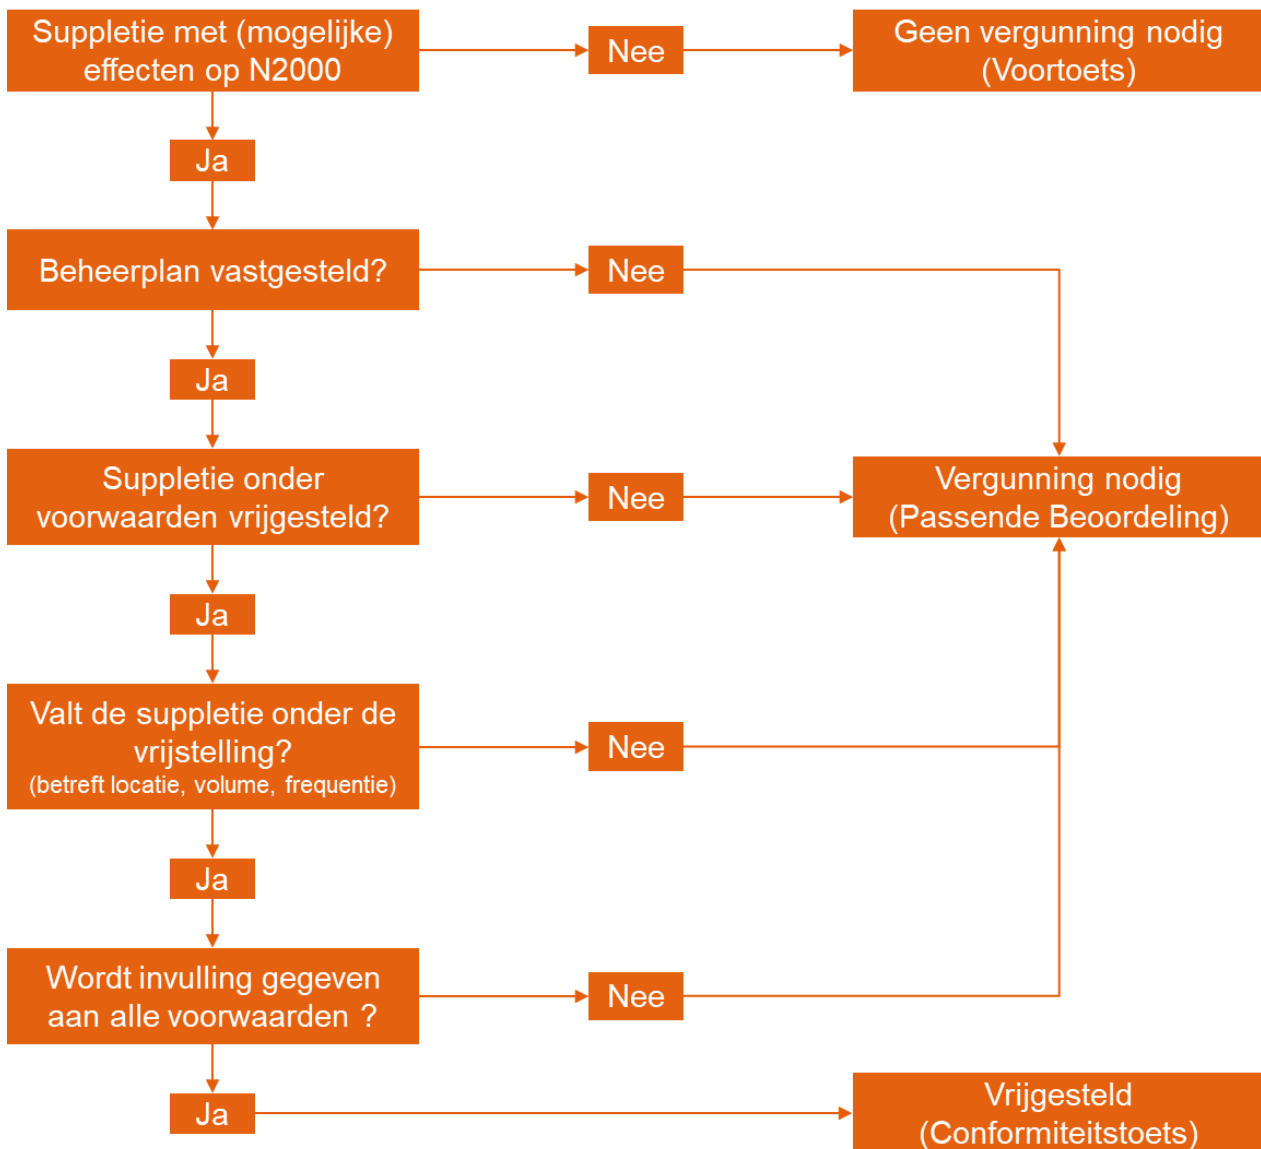 Suppletie met (mogelijke)
effecten op N2000
Nee
Geen vergunning nodig
(Voortoets)
Ja
Beheerplan vastgesteld?
Nee
Ja
Suppletie onder
voorwaarden vrijgesteld?
Nee
Vergunning nodig
(Passende Beoordeling)
Ja
Valt de suppletie onder de
vrijstelling?
(betreft locatie, volume, frequentie)
Nee
Ja
Wordt invulling gegeven
aan alle voorwaarden ?
Nee
Ja
Vrijgesteld
(Conformiteitstoets)